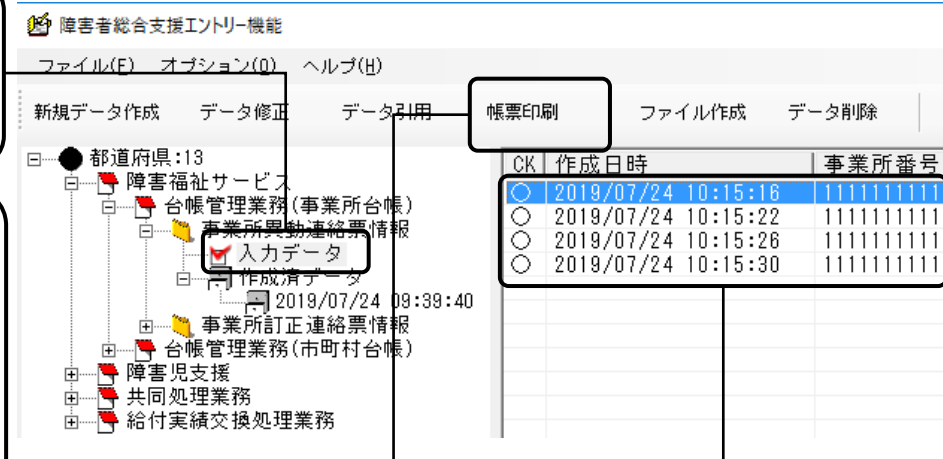 障害者総合支援エントリー機能
ファイル(F) オプション(O) ヘルプ(H)
新規データ作成 データ修正 データ引用 帳票印刷 ファイル作成 データ削除
都道府県:13
障害福祉サービス
台帳管理業務(事業所台帳)
事業所異動連絡票情報
入力データ
作成済データ
2019/07/24 09:39:40
事業所訂正連絡票情報
台帳管理業務(市町村台帳)
障害児支援
共同処理業務
給付実績交換処理業務
CK 作成日時 事業所番号
○ 2019/07/24 10:15:16 1111111111
○ 2019/07/24 10:15:22 1111111111
○ 2019/07/24 10:15:26 1111111111
○ 2019/07/24 10:15:30 1111111111